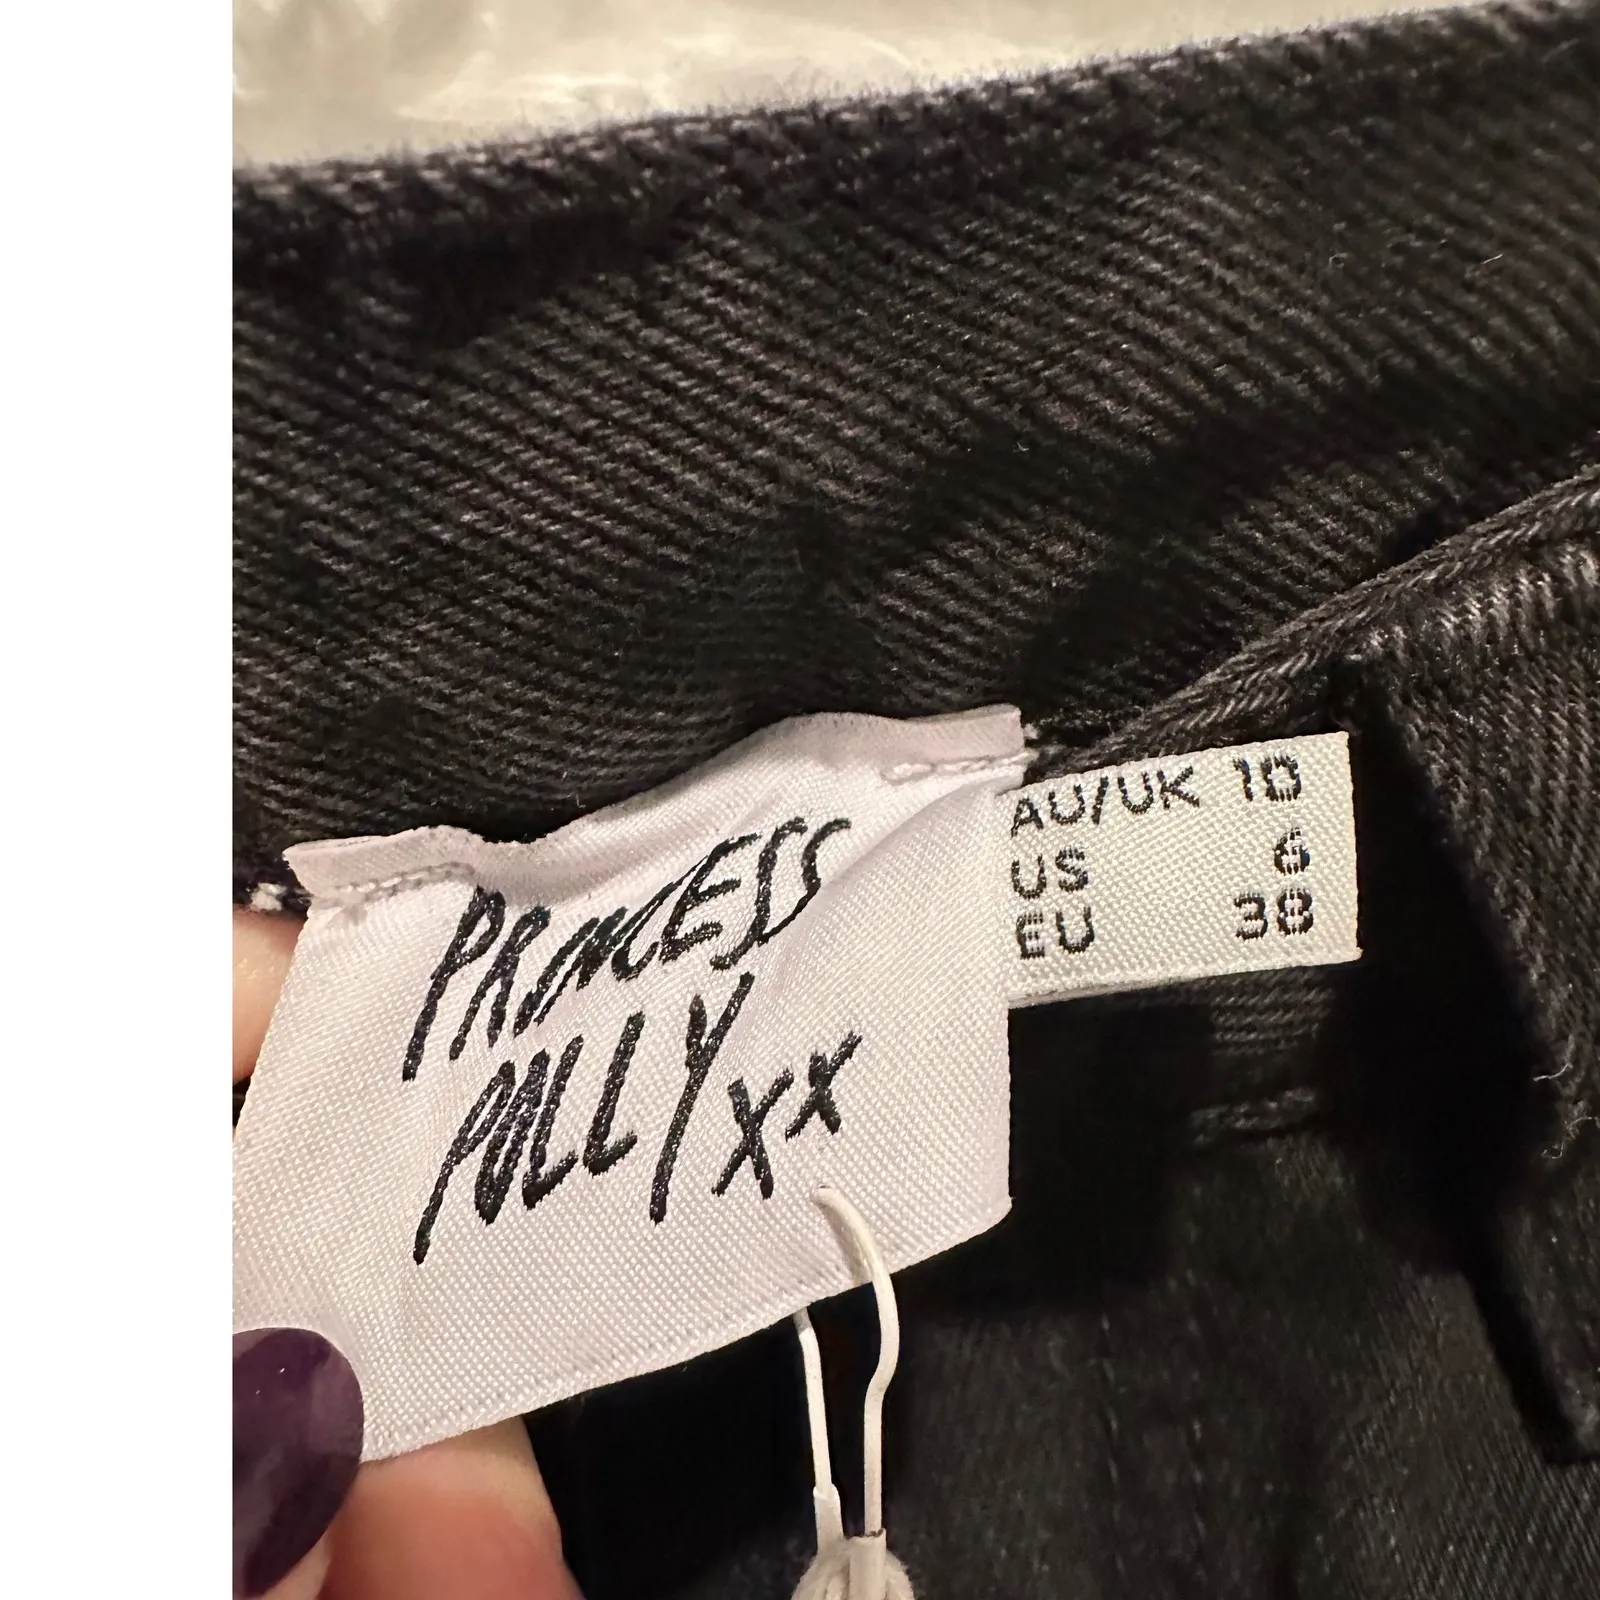 PRINCESS
POLLY xx
AU/UK 10
US 6
EU 38